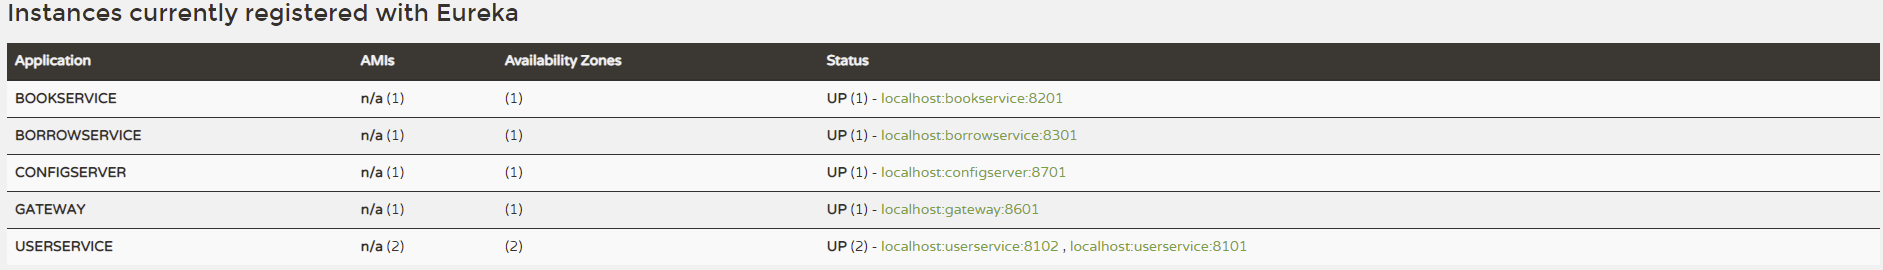 Instances currently registered with Eureka
Application AMIs Availability Zones Status
BOOKSERVICE n/a (1) (1) UP (1) - localhost:bookservice:8201
BORROWSERVICE n/a (1) (1) UP (1) - localhost:borrowservice:8301
CONFIGSERVER n/a (1) (1) UP (1) - localhost:configserver:8701
GATEWAY n/a (1) (1) UP (1) - localhost:gateway:8601
USERSERVICE n/a (2) (2) UP (2) - localhost:userservice:8102 , localhost:userservice:8101